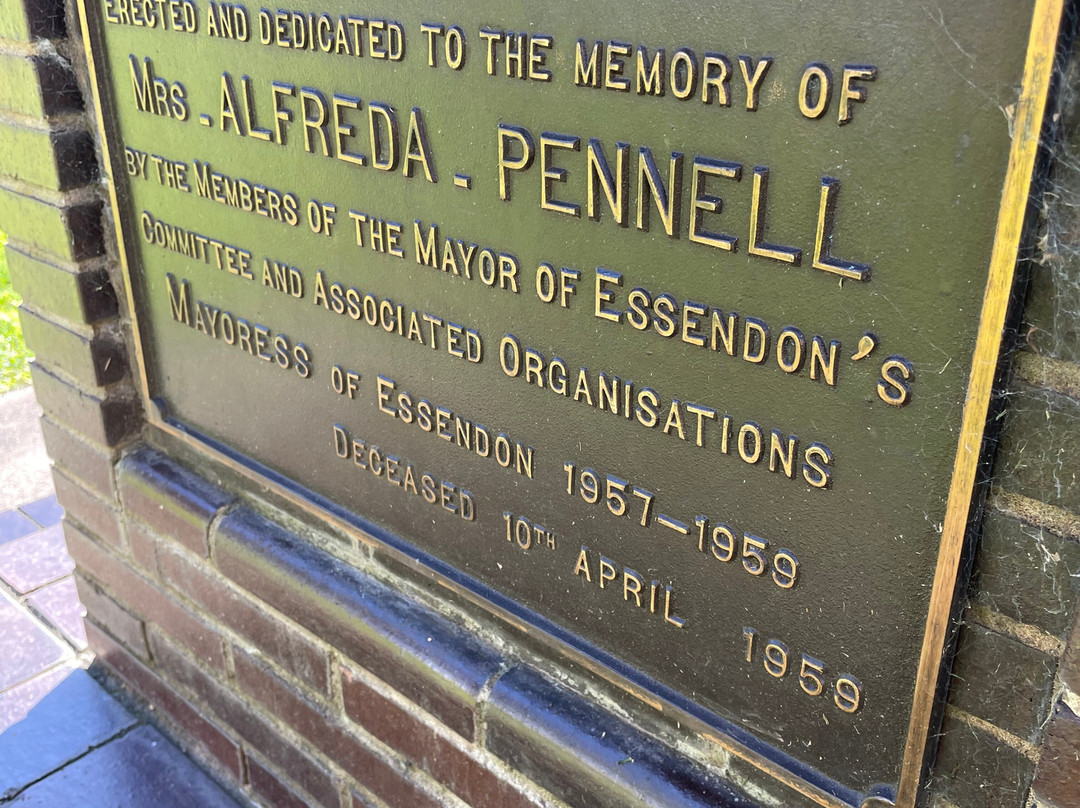 ERECTED AND DEDICATED TO THE MEMORY OF
MRS - ALFREDA - PENNELL
BY THE MEMBERS OF THE MAYOR OF ESSENDON'S
COMMITTEE AND ASSOCIATED ORGANISATIONS
MAYORESS OF ESSENDON 1957-1959
DECEASED 10TH APRIL 1959